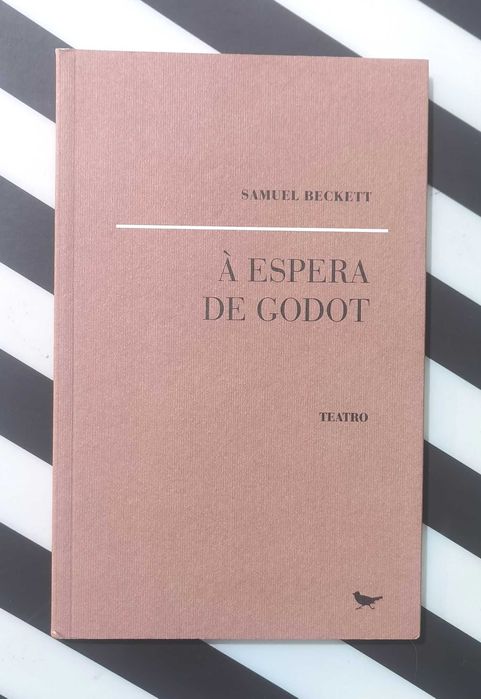 SAMUEL BECKETT
À ESPERA
DE GODOT
TEATRO